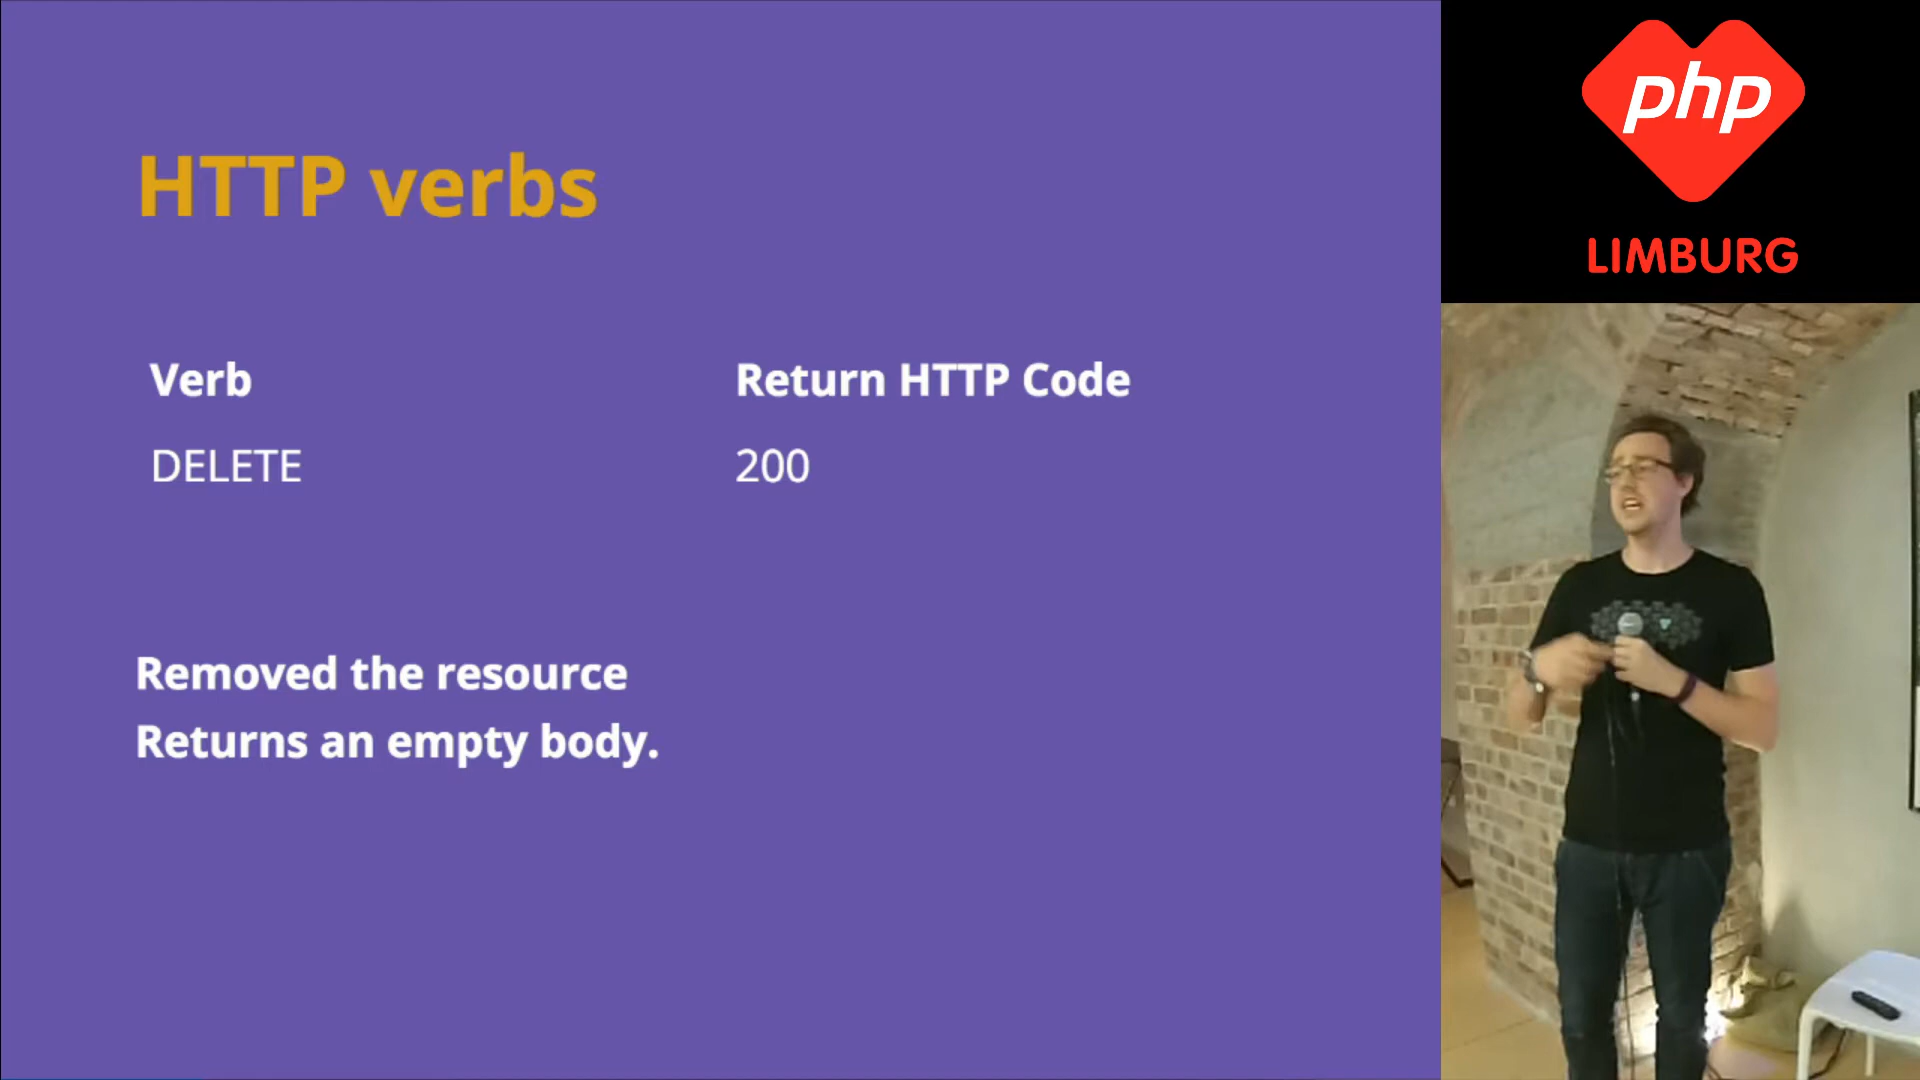 HTTP verbs
Verb
Return HTTP Code
DELETE
200
Removed the resource
Returns an empty body.
php
LIMBURG